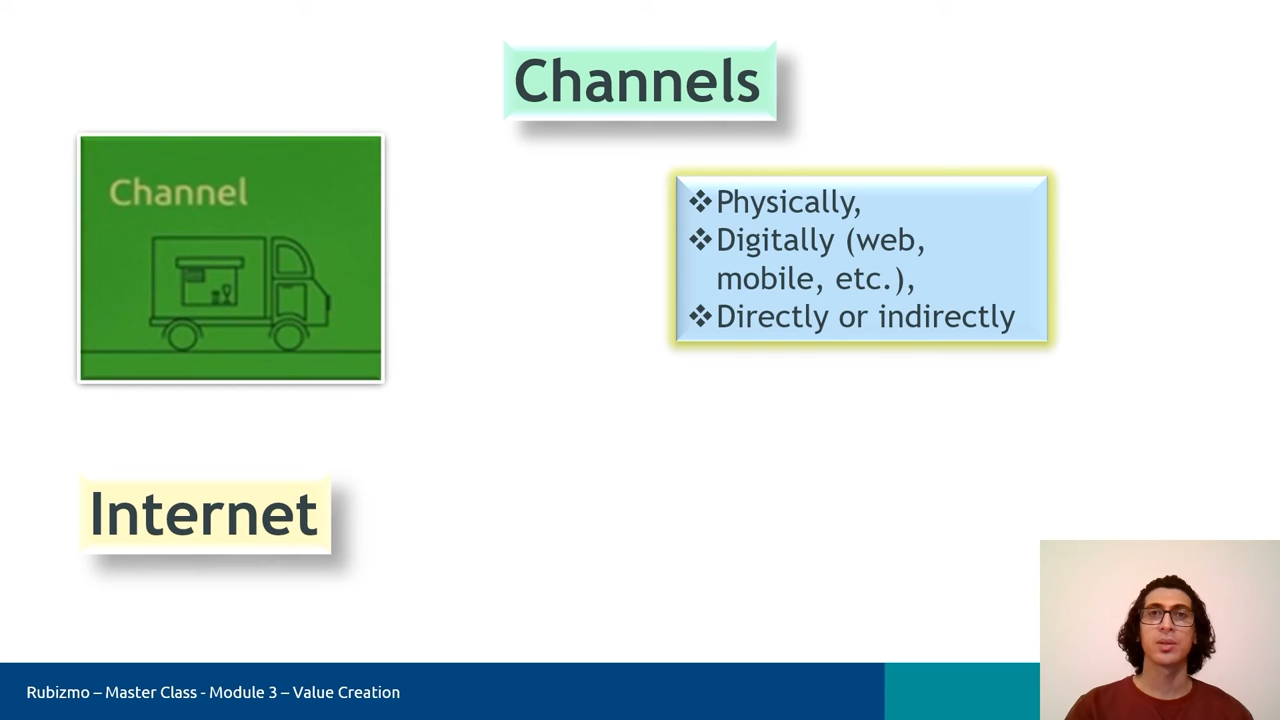 Channels
Channel
❖Physically,
❖Digitally (web,
mobile, etc.),
❖Directly or indirectly
Internet
Rubizmo – Master Class - Module 3 – Value Creation